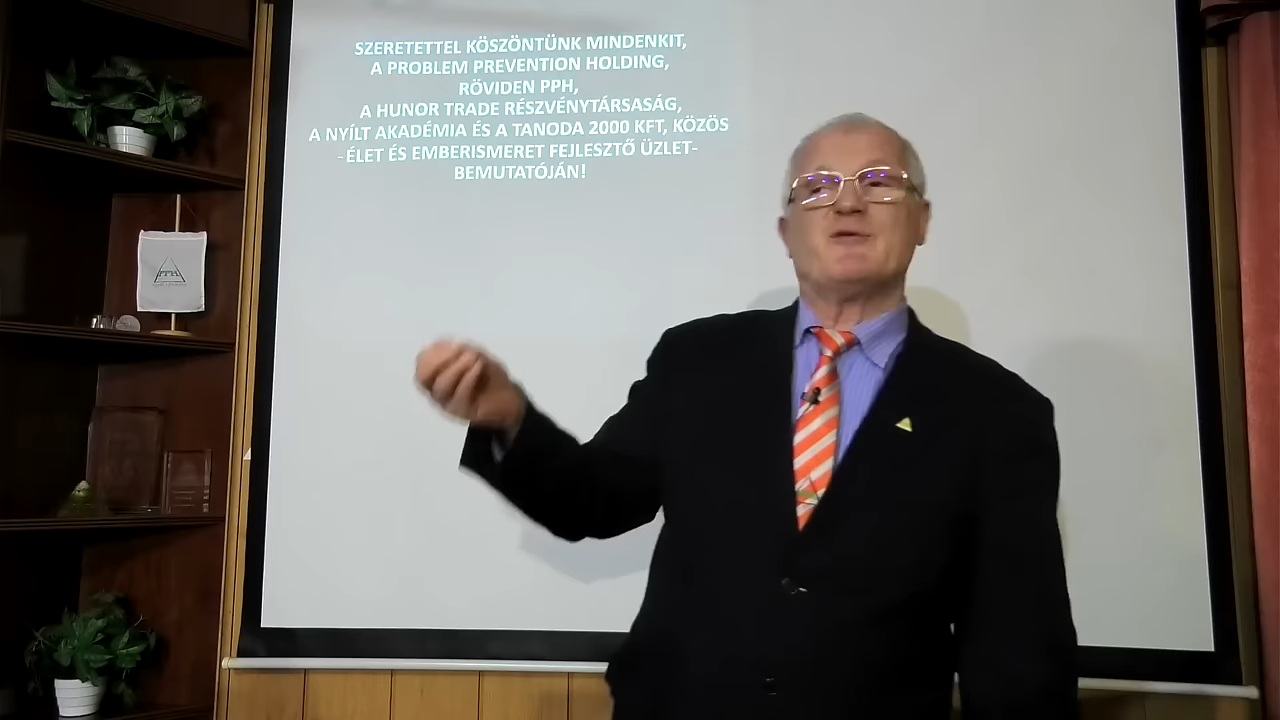 SZERETETTEL KÖSZÖNTÜNK MINDENKIT,
A PROBLEM PREVENTION HOLDING,
RÖVIDEN PPH,
A HUNOR TRADE RÉSZVÉNYTÁRSASÁG,
A NYÍLT AKADÉMIA ÉS A TANODA 2000 KFT, KÖZÖS
-ÉLET ÉS EMBERISMERET FEJLESZTŐ ÜZLET-
BEMUTATÓJÁN!